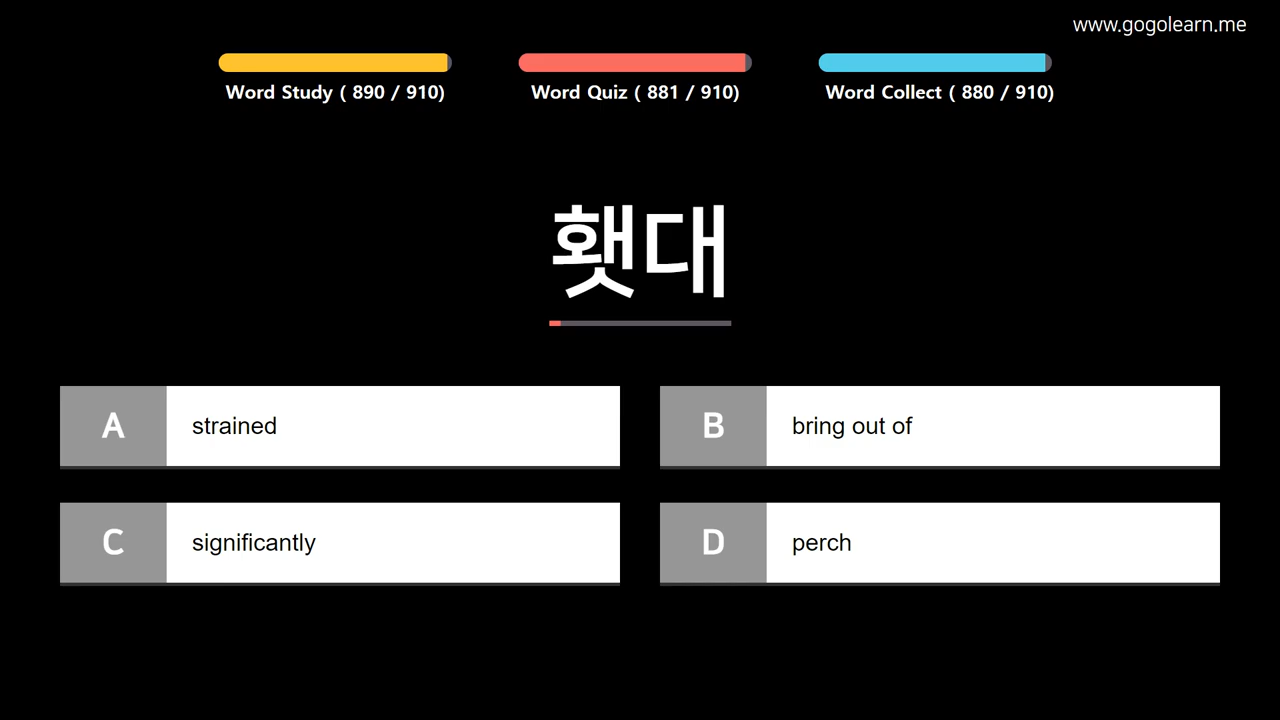 www.gogolearn.me
Word Study ( 890 / 910)
Word Quiz ( 881 / 910)
Word Collect ( 880 / 910)
횃대
A strained
B bring out of
C significantly
D perch